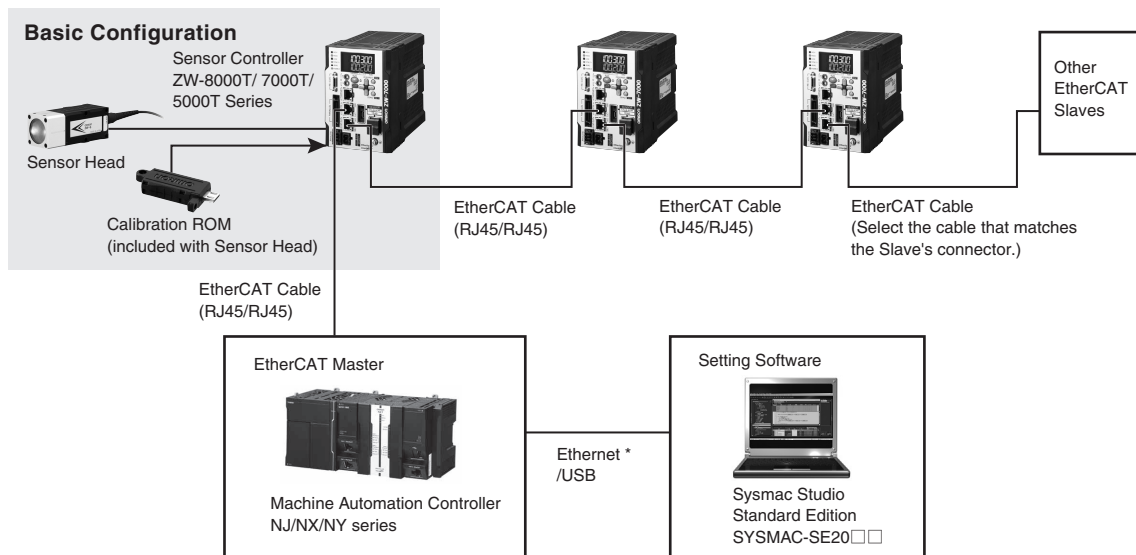 Basic Configuration
Sensor Controller
ZW-8000T/ 7000T/
5000T Series
Sensor Head
Calibration ROM
(included with Sensor Head)
EtherCAT Cable
(RJ45/RJ45)
EtherCAT Cable
(RJ45/RJ45)
EtherCAT Cable
(Select the cable that matches
the Slave's connector.)
Other
EtherCAT
Slaves
EtherCAT Cable
(RJ45/RJ45)
EtherCAT Master
Machine Automation Controller
NJ/NX/NY series
Ethernet *
/USB
Setting Software
Sysmac Studio
Standard Edition
SYSMAC-SE20□□